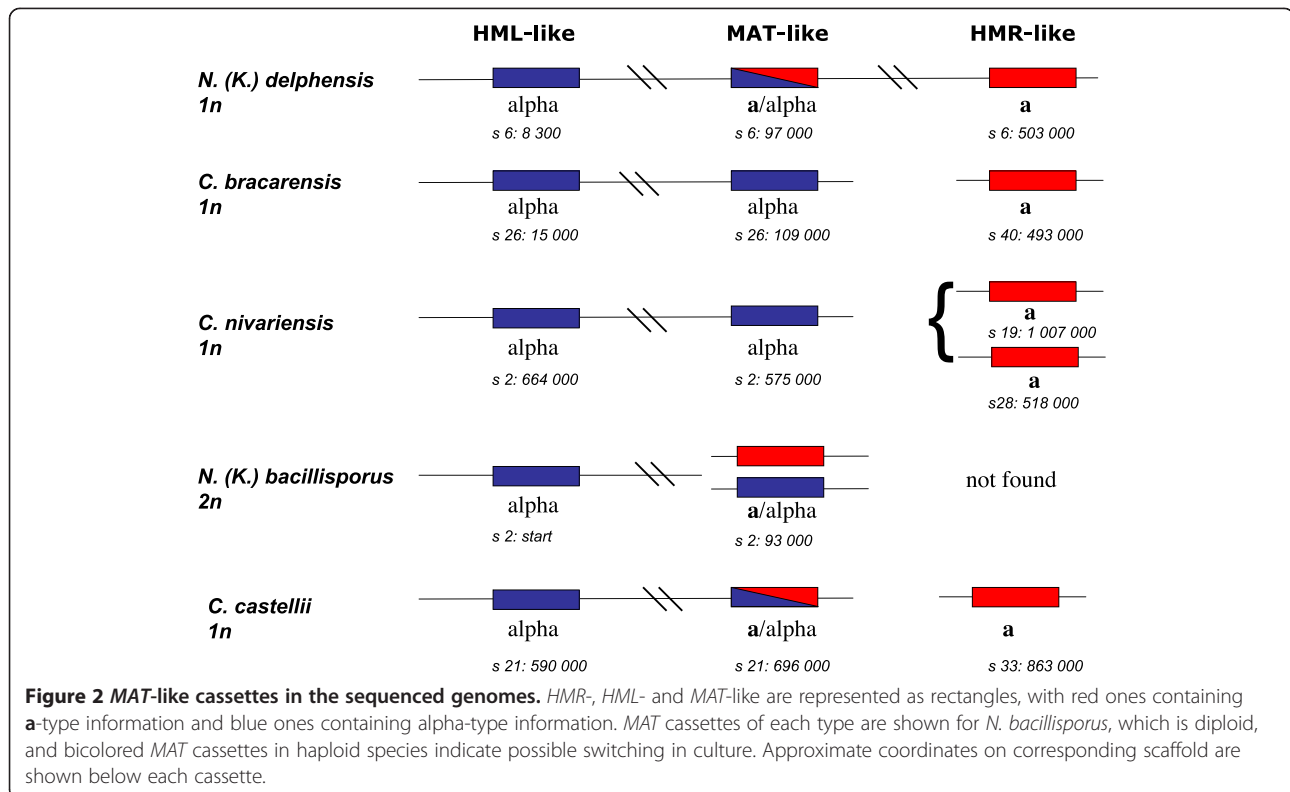 HML-like MAT-like HMR-like
N. (K.) delphensis
1n
alpha a/alpha a
s 6: 8 300 s 6: 97 000 s 6: 503 000
C. bracarensis
1n
alpha alpha a
s 26: 15 000 s 26: 109 000 s 40: 493 000
C. nivariensis
1n
{
a
s 19: 1 007 000
alpha alpha
s 2: 664 000 s 2: 575 000
a
s28: 518 000
N. (K.) bacillisporus
2n
alpha a/alpha not found
s 2: start s 2: 93 000
C. castellii
1n
alpha a/alpha a
s 21: 590 000 s 21: 696 000 s 33: 863 000
Figure 2 MAT-like cassettes in the sequenced genomes. HMR-, HML- and MAT-like are represented as rectangles, with red ones containing
a-type information and blue ones containing alpha-type information. MAT cassettes of each type are shown for N. bacillisporus, which is diploid,
and bicolored MAT cassettes in haploid species indicate possible switching in culture. Approximate coordinates on corresponding scaffold are
shown below each cassette.